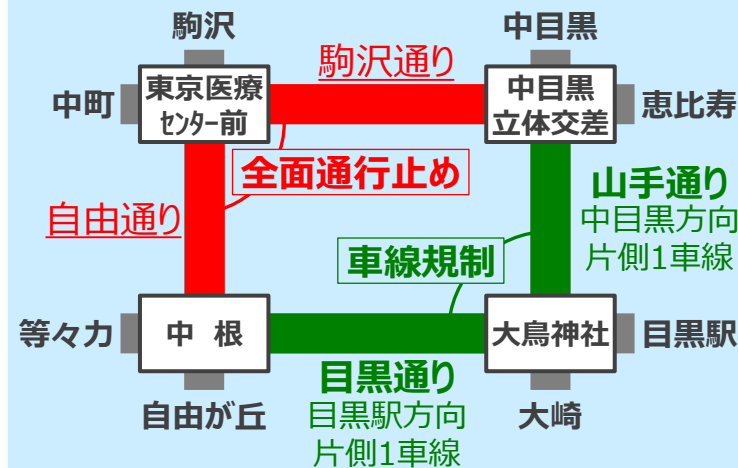 駒沢
中目黒
駒沢通り
中町
東京医療
センター前
中目黒
立体交差
恵比寿
全面通行止め
山手通り
中目黒方向
片側1車線
自由通り
車線規制
等々力
中 根
大鳥神社
目黒駅
自由が丘
目黒通り
目黒駅方向
片側1車線
大崎